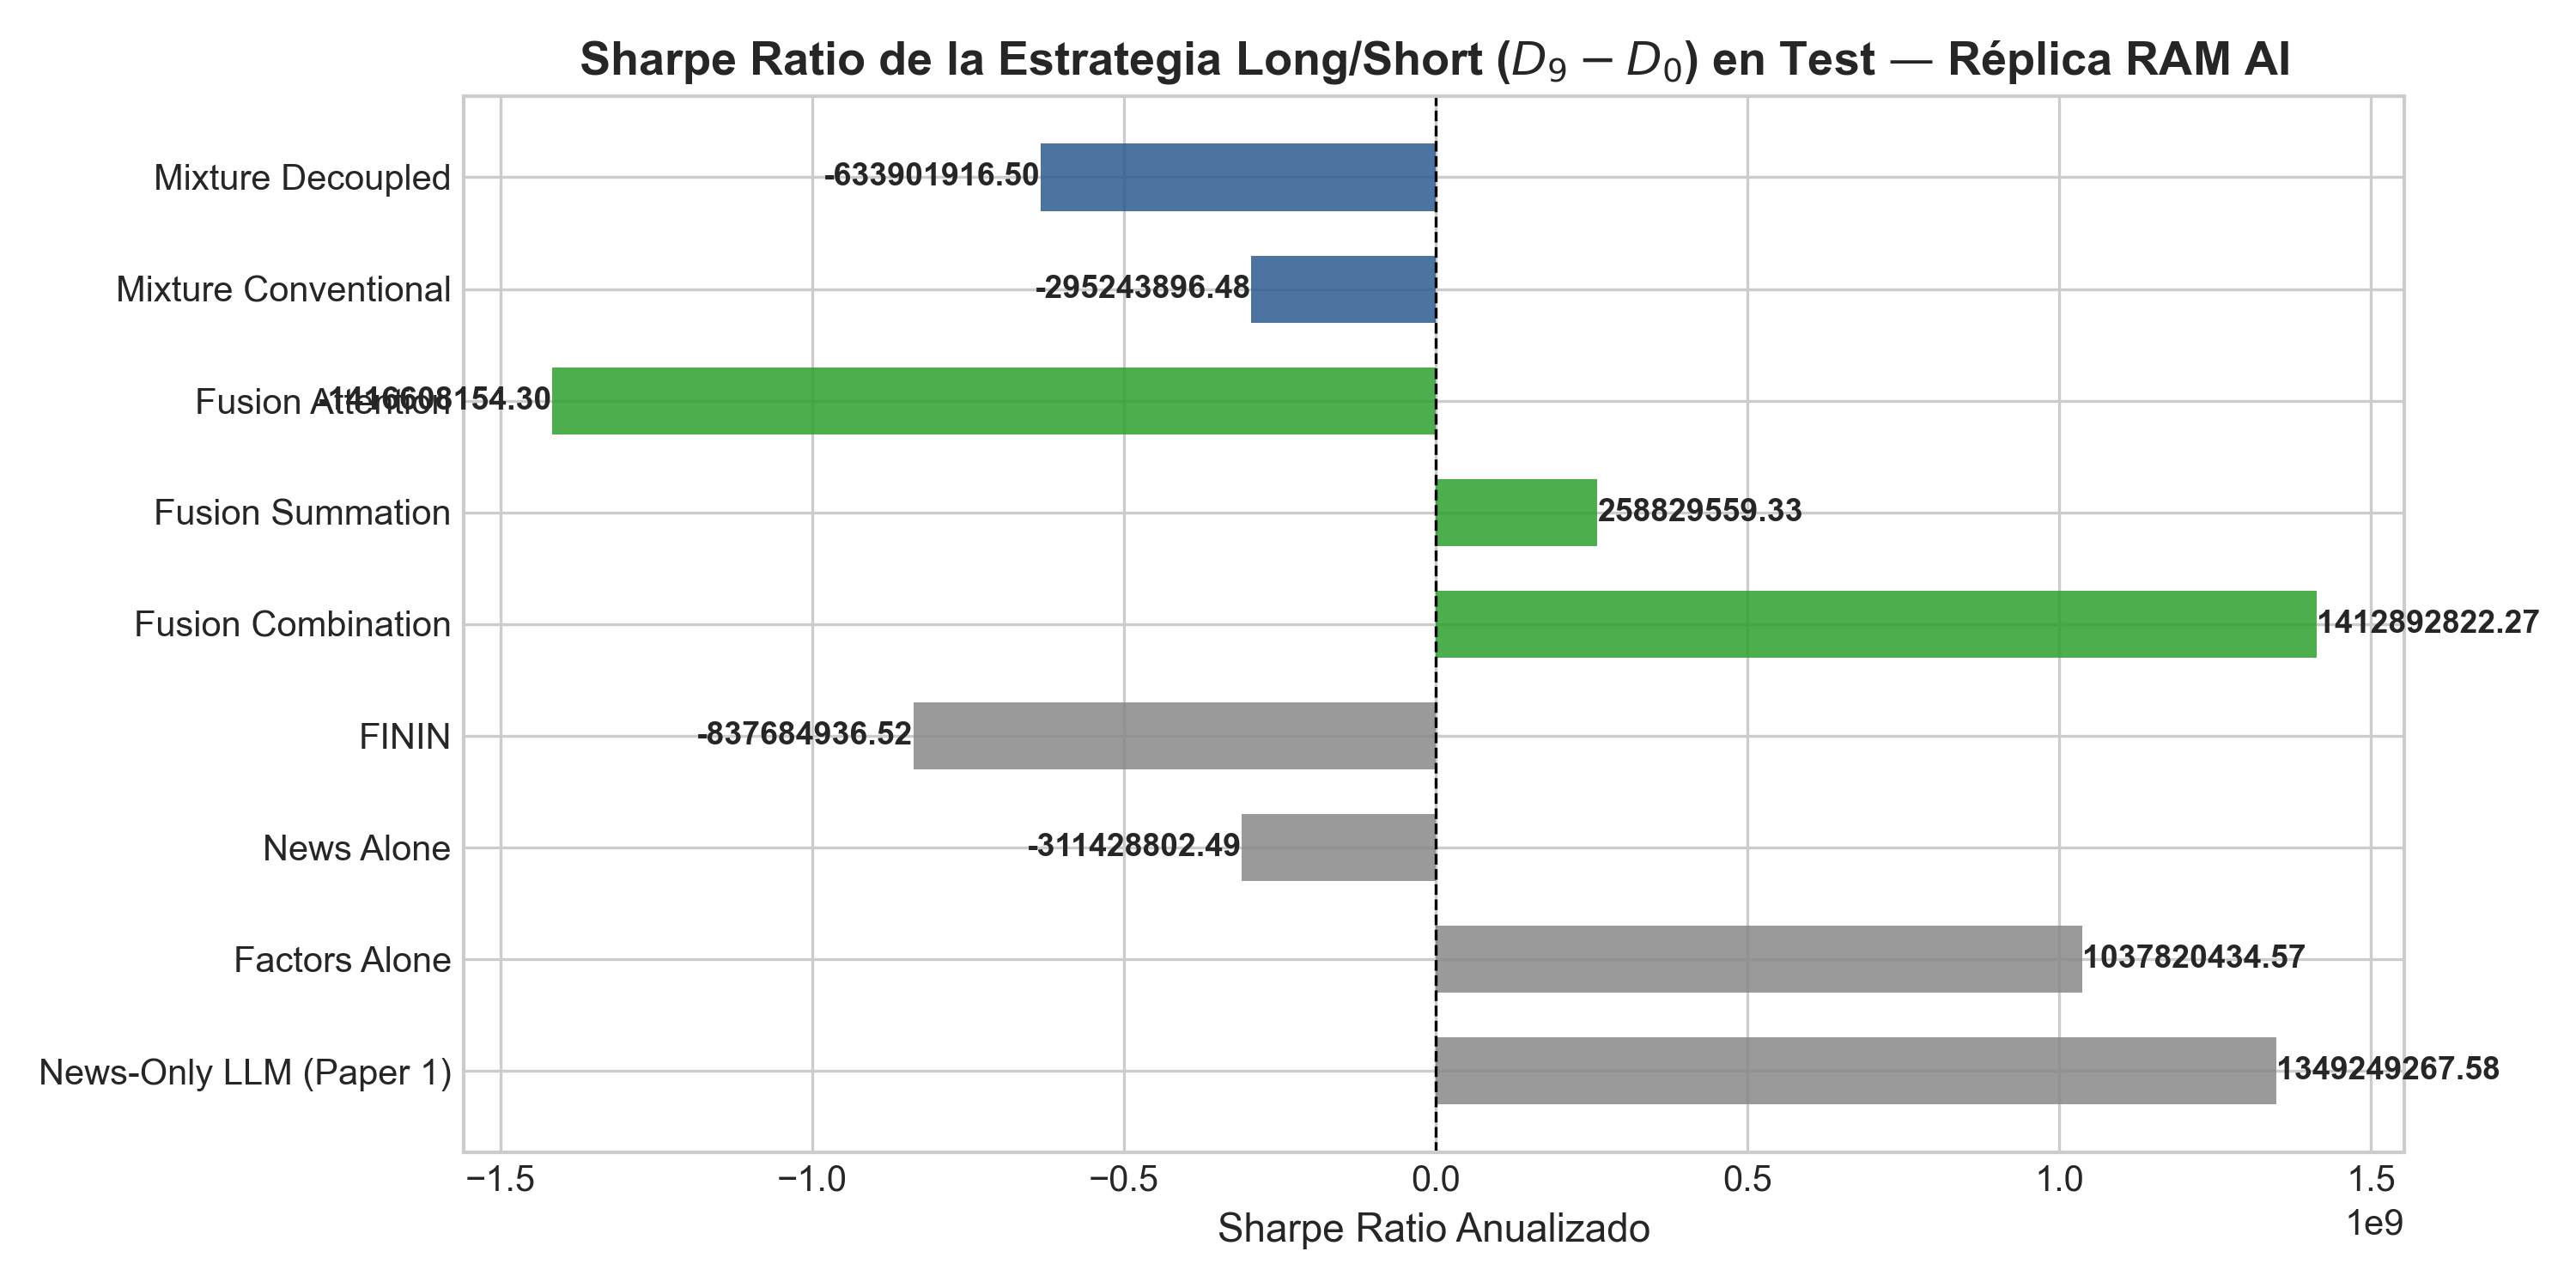 Sharpe Ratio de la Estrategia Long/Short (D₉ − D₀) en Test — Réplica RAM AI
Mixture Decoupled
-633901916.50
Mixture Conventional
-295243896.48
Fusion Attention
-1416608154.30
Fusion Summation
258829559.33
Fusion Combination
1412892822.27
FININ
-837684936.52
News Alone
-311428802.49
Factors Alone
1037820434.57
News-Only LLM (Paper 1)
1349249267.58
−1.5 −1.0 −0.5 0.0 0.5 1.0 1.5
1e9
Sharpe Ratio Anualizado